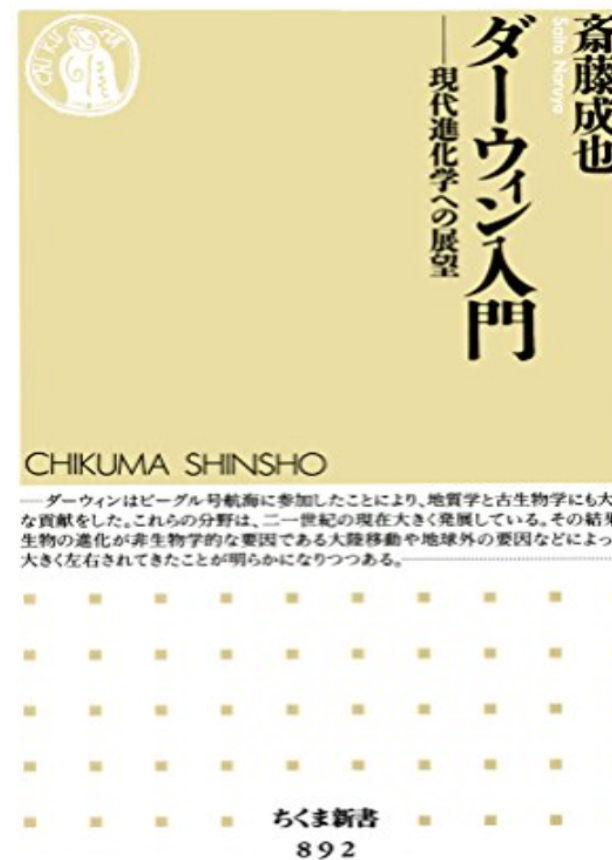 斎藤成也
Saito Naruya
ダーウィン入門
──現代進化学への展望
CHIKUMA
CHIKUMA SHINSHO
──ダーウィンはビーグル号航海に参加したことにより、地質学と古生物学にも大
な貢献をした。これらの分野は、二一世紀の現在大きく発展している。その結果
生物の進化が非生物学的な要因である大陸移動や地球外の要因などによっ
大きく左右されてきたことが明らかになりつつある。
ちくま新書
892